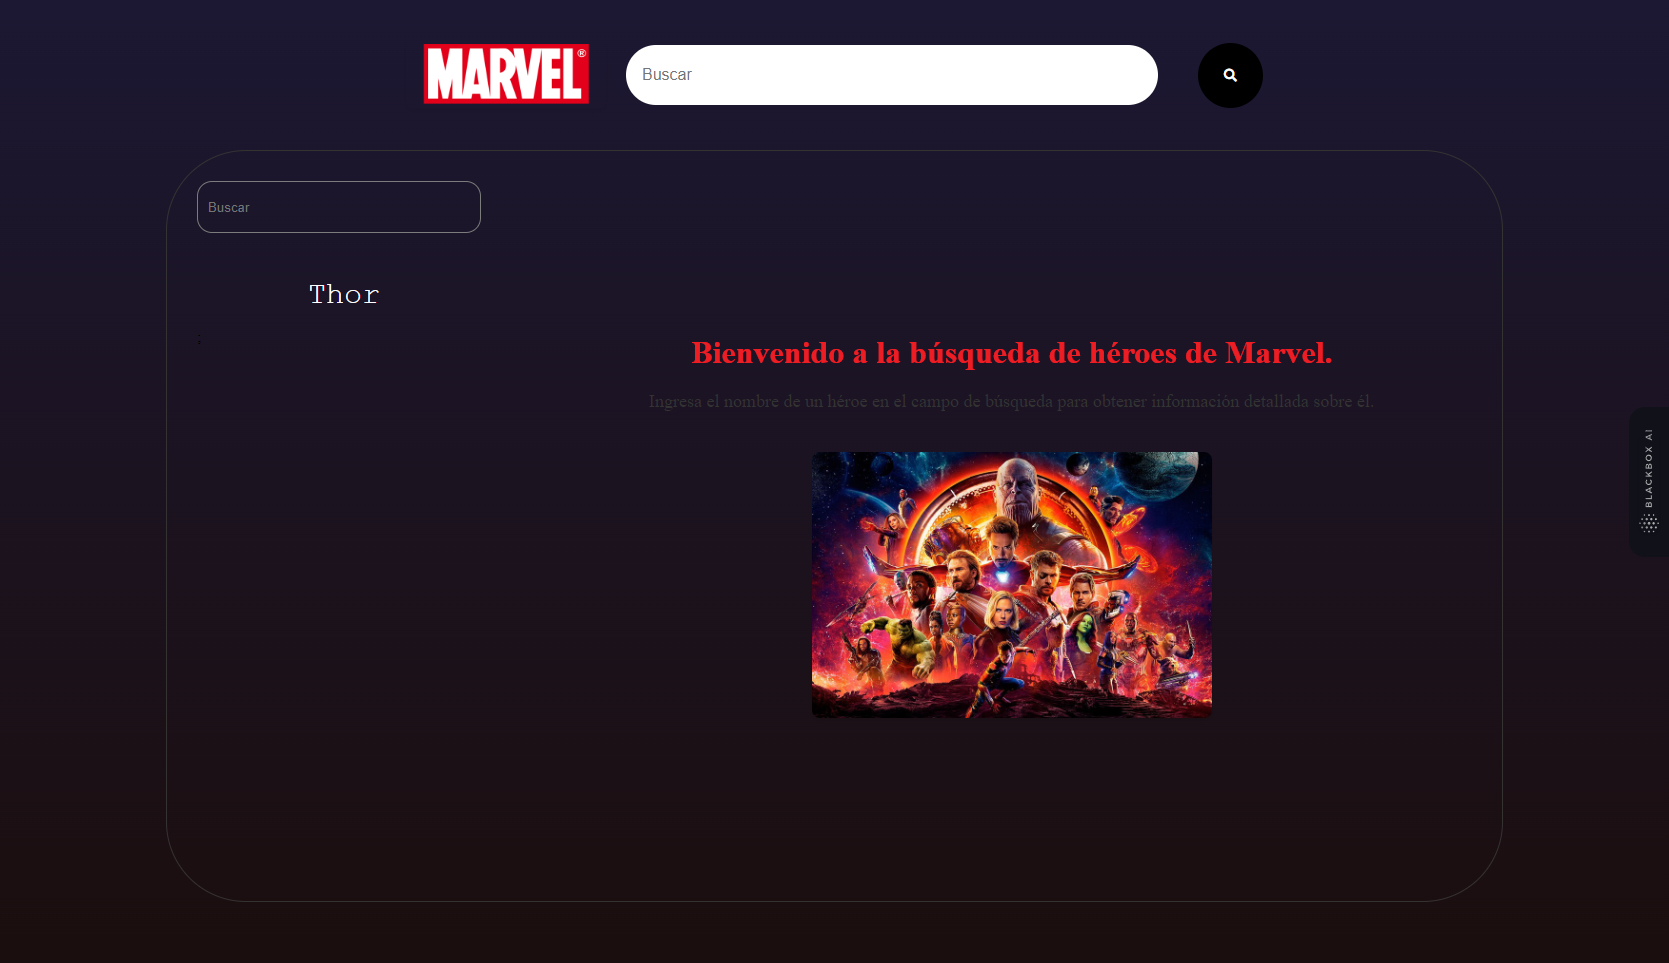 MARVEL®
Buscar
Buscar
Thor
;
Bienvenido a la búsqueda de héroes de Marvel.
Ingresa el nombre de un héroe en el campo de búsqueda para obtener información detallada sobre él.
BLACKBOX AI